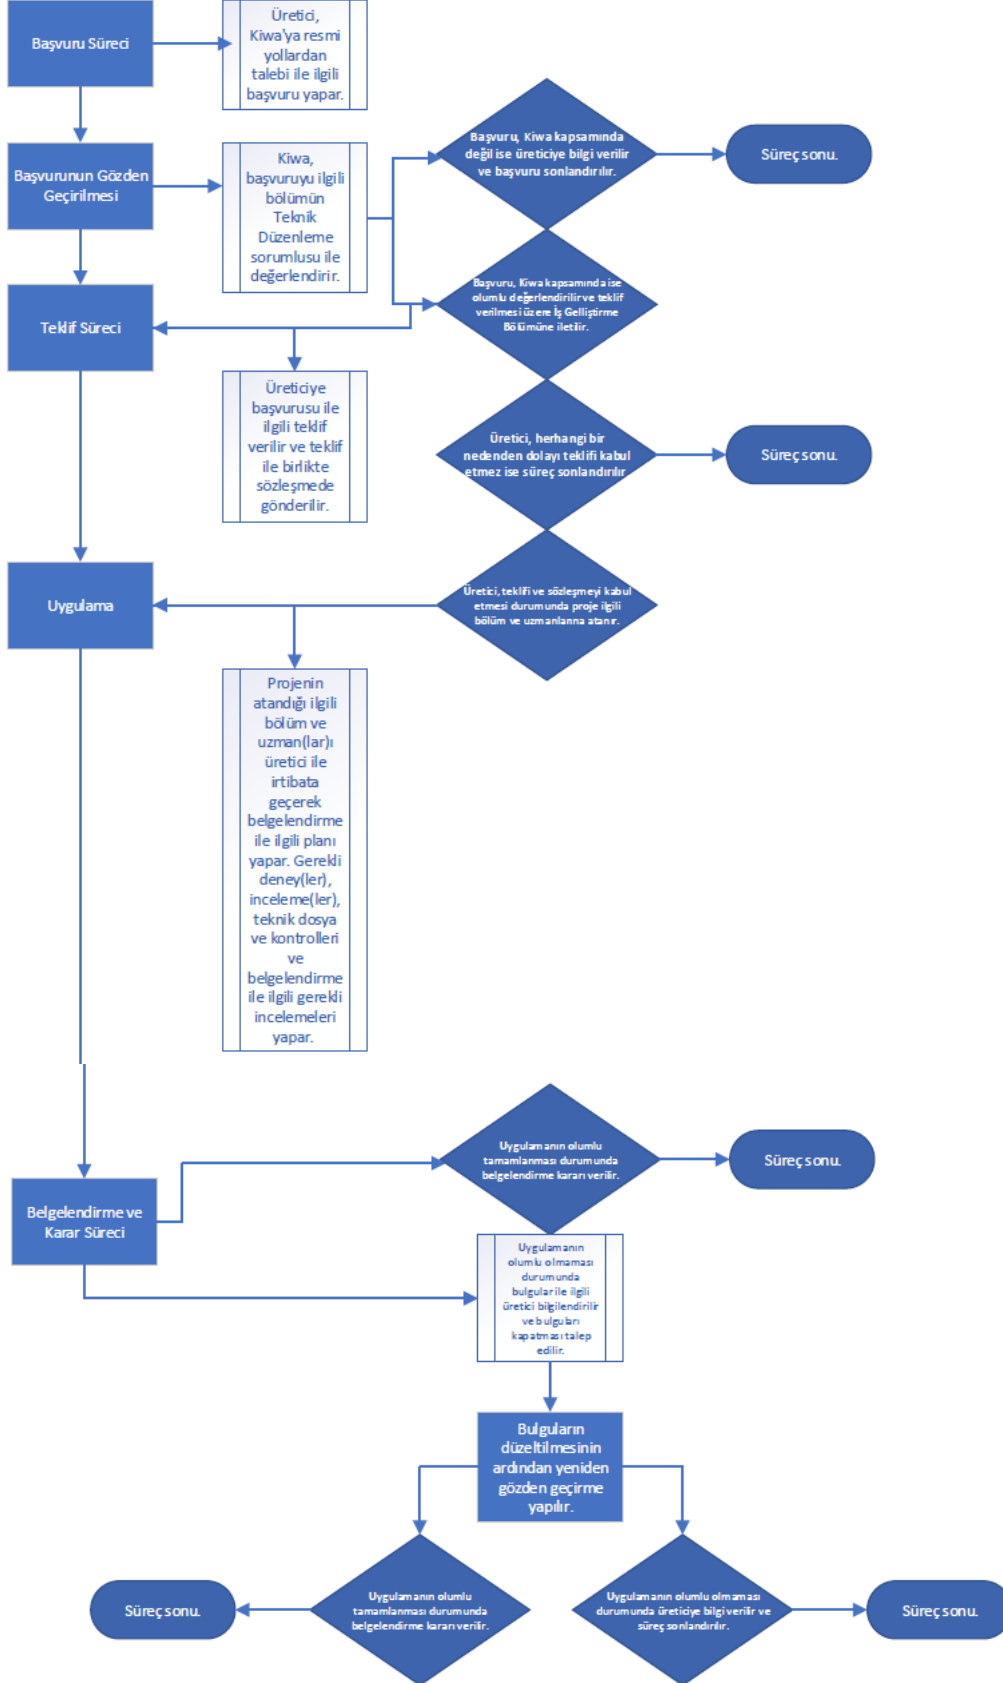 Başvuru Süreci
Üretici,
Kiwa'ya resmi
yollardan
talebi ile ilgili
başvuru yapar.
Başvurunun Gözden
Geçirilmesi
Kiwa,
başvuruyu ilgili
bölümün
Teknik
Düzenleme
sorumlusu ile
değerlendirir.
Başvuru, Kiwa kapsamında
değil ise üreticiye bilgi verilir
ve başvuru sonlandırılır.
Süreç sonu.
Başvuru, Kiwa kapsamında ise
olumlu değerlendirilir ve teklif
verilmesi üzere İş Gelliştirme
Bölümüne iletilir.
Teklif Süreci
Üreticiye
başvurusu ile
ilgili teklif
verilir ve teklif
ile birlikte
sözleşmede
gönderilir.
Üretici, herhangi bir
nedenden dolayı teklifi kabul
etmez ise süreç sonlandırılır
Süreç sonu.
Uygulama
Üretici, teklifi ve sözleşmeyi kabul
etmesi durumunda proje ilgili
bölüm ve uzmanlarına atanır.
Projenin
atandığı ilgili
bölüm ve
uzman(lar)ı
üretici ile
irtibata
geçerek
belgelendirme
ile ilgili planı
yapar. Gerekli
deney(ler),
inceleme(ler),
teknik dosya
ve kontrolleri
ve
belgelendirme
ile ilgili gerekli
incelemeleri
yapar.
Belgelendirme ve
Karar Süreci
Uygulamanın olumlu
tamamlanması durumunda
belgelendirme kararı verilir.
Süreç sonu.
Uygulamanın
olumlu olmaması
durumunda
bulgular ile ilgili
üretici bilgilendirilir
ve bulguları
kapatması talep
edilir.
Bulguların
düzeltilmesinin
ardından yeniden
gözden geçirme
yapılır.
Süreç sonu.
Uygulamanın olumlu
tamamlanması durumunda
belgelendirme kararı verilir.
Uygulamanın olumlu olmaması
durumunda üreticiye bilgi verilir ve
süreç sonlandırılır.
Süreç sonu.